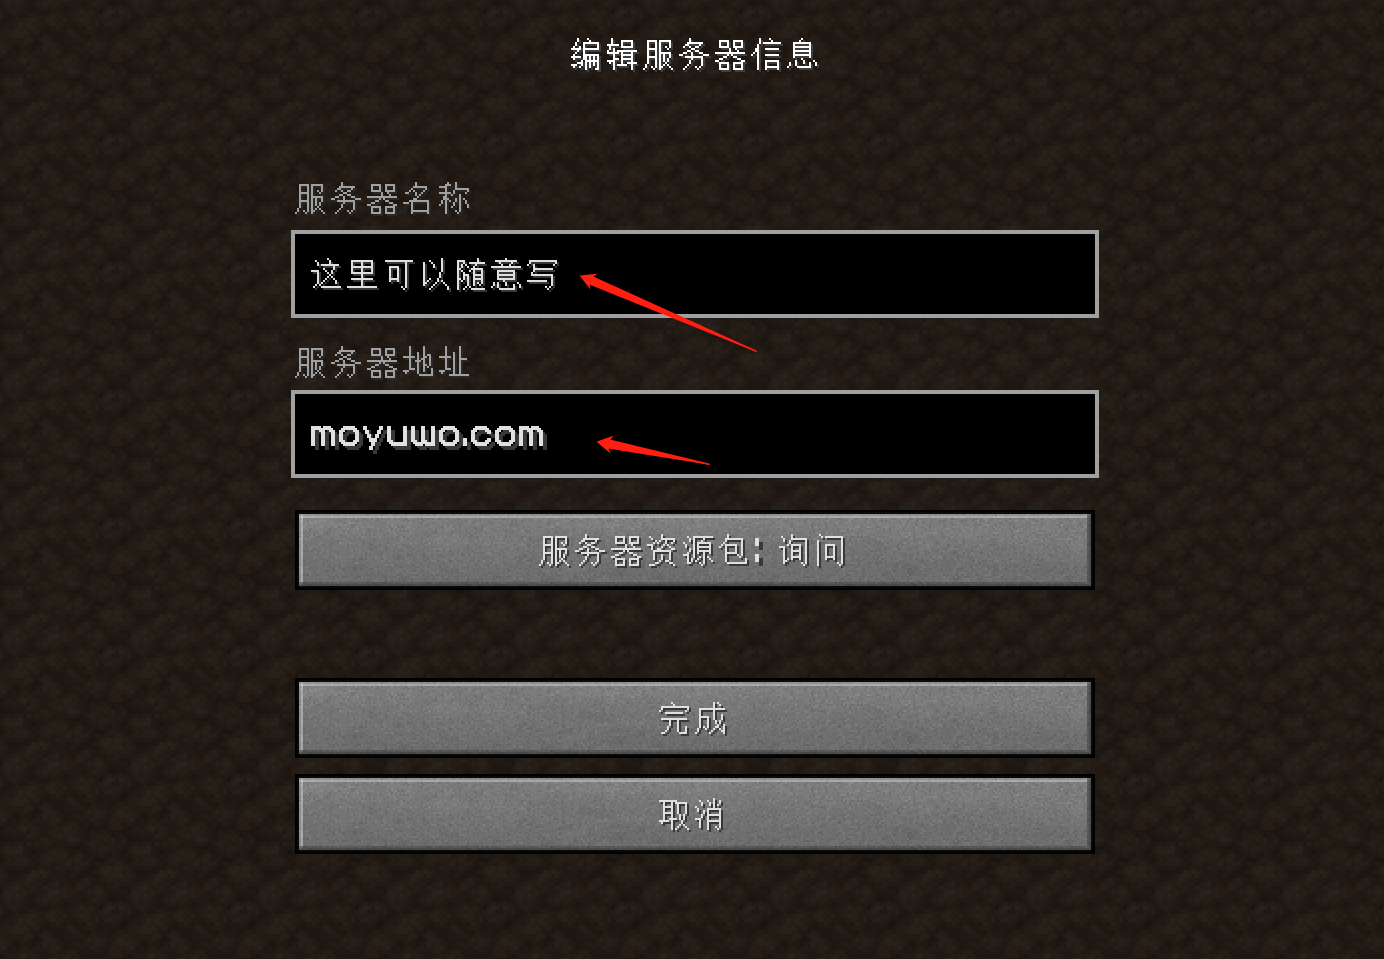 编辑服务器信息
服务器名称
这里可以随意写
服务器地址
moyuwo.com
服务器资源包: 询问
完成
取消